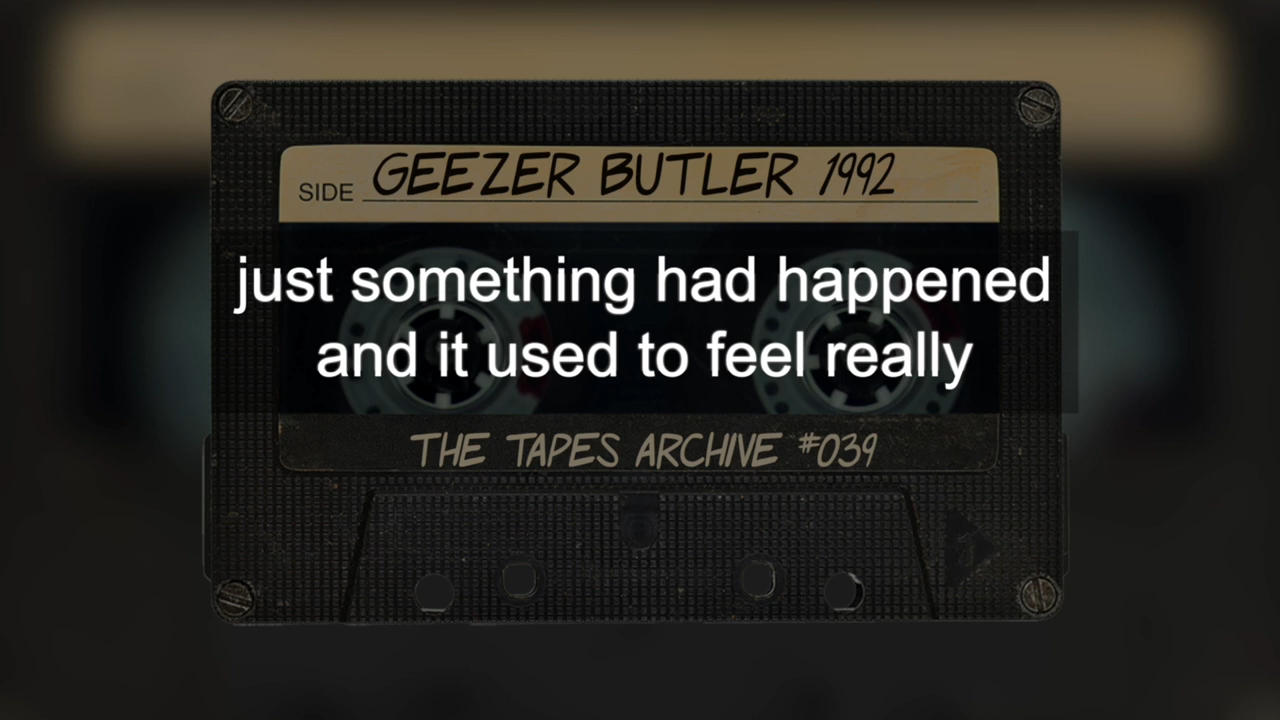 SIDE GEEZER BUTLER 1992
just something had happened
and it used to feel really
THE TAPES ARCHIVE #039